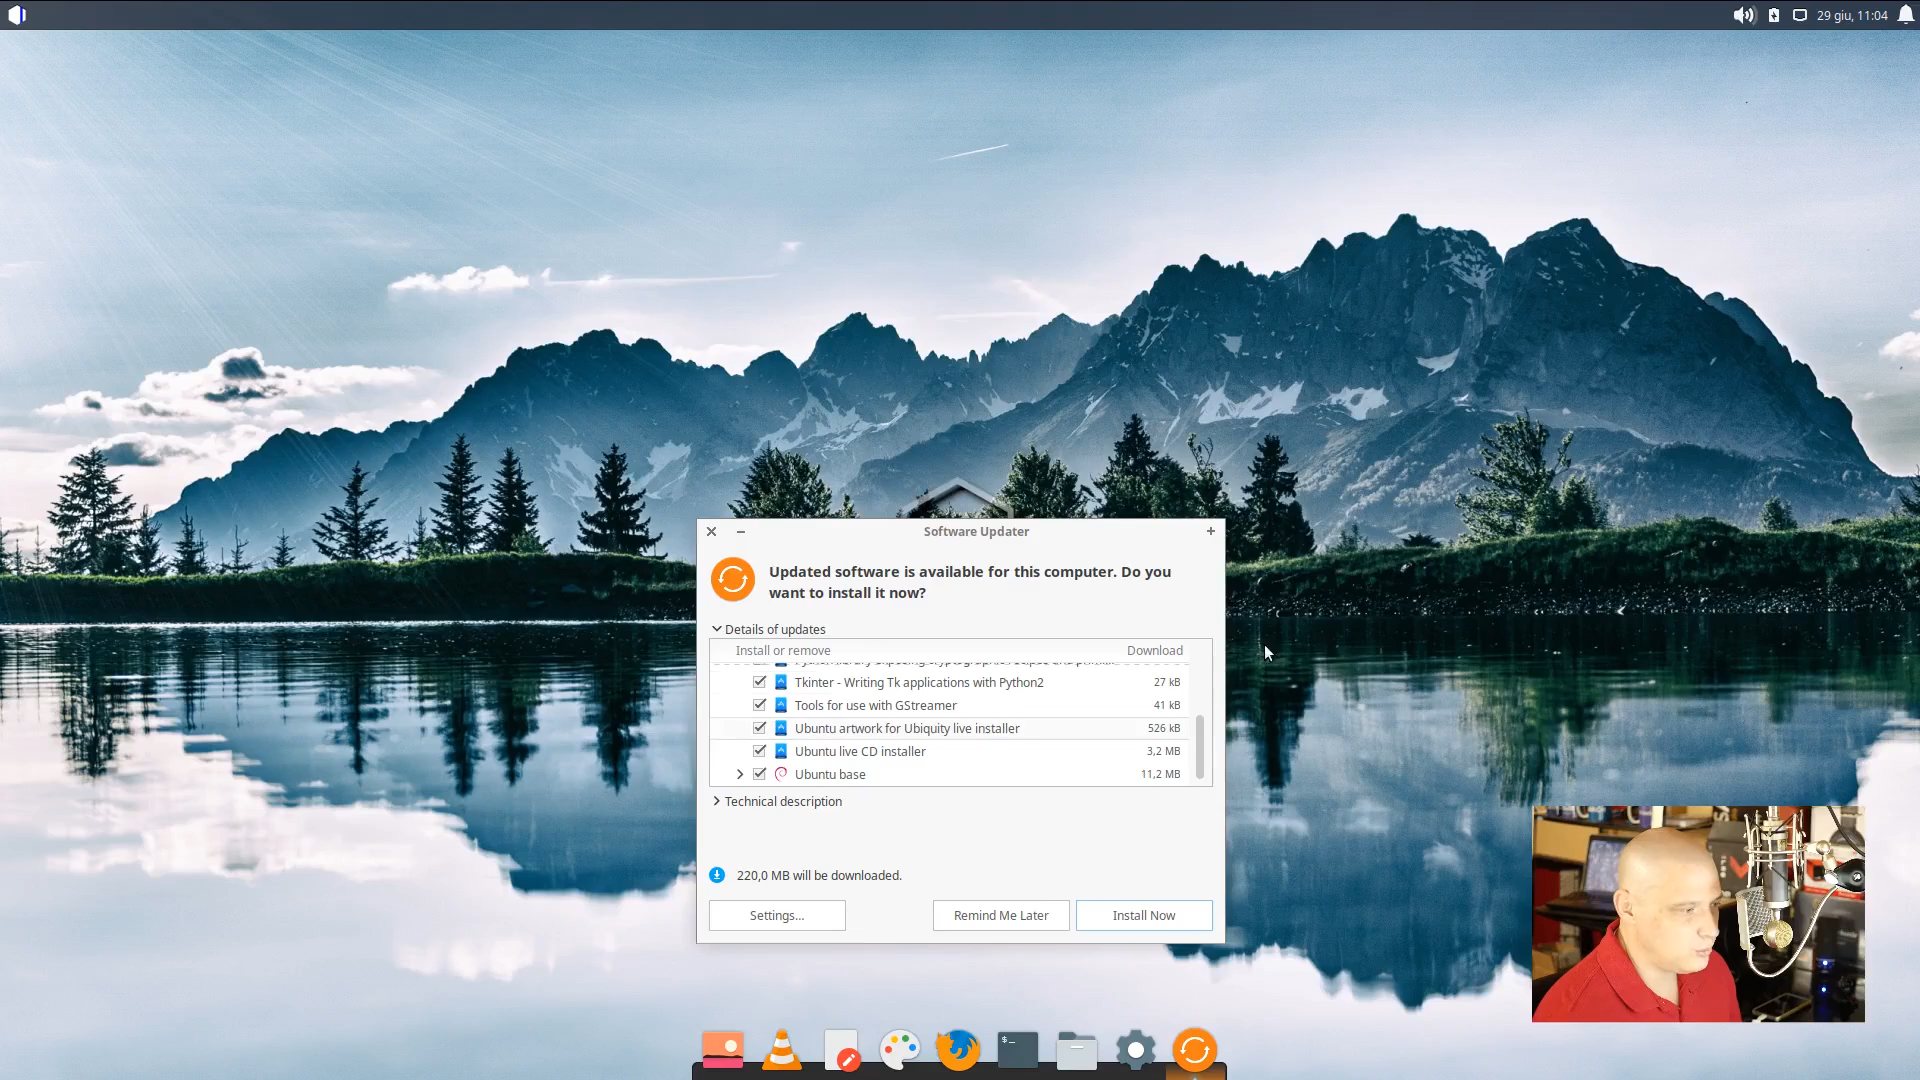 29 giu, 11:04
Software Updater
Updated software is available for this computer. Do you
want to install it now?
Details of updates
Install or remove Download
Tkinter - Writing Tk applications with Python2 27 kB
Tools for use with GStreamer 41 kB
Ubuntu artwork for Ubiquity live installer 526 kB
Ubuntu live CD installer 3,2 MB
Ubuntu base 11,2 MB
Technical description
220,0 MB will be downloaded.
Settings... Remind Me Later Install Now
$_